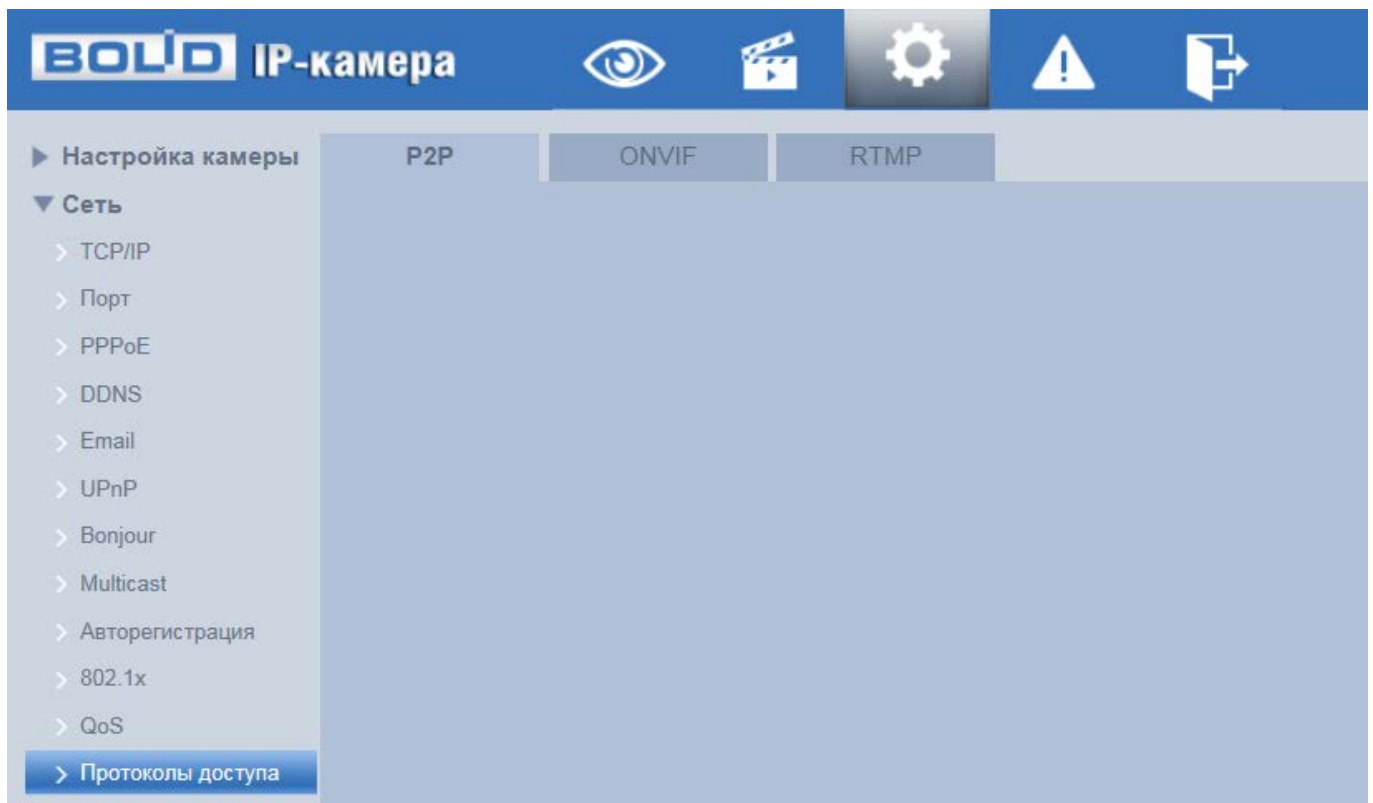 BOLID IP-камера
Настройка камеры
P2P
ONVIF
RTMP
Сеть
TCP/IP
Порт
PPPoE
DDNS
Email
UPnP
Bonjour
Multicast
Авторегистрация
802.1x
QoS
Протоколы доступа